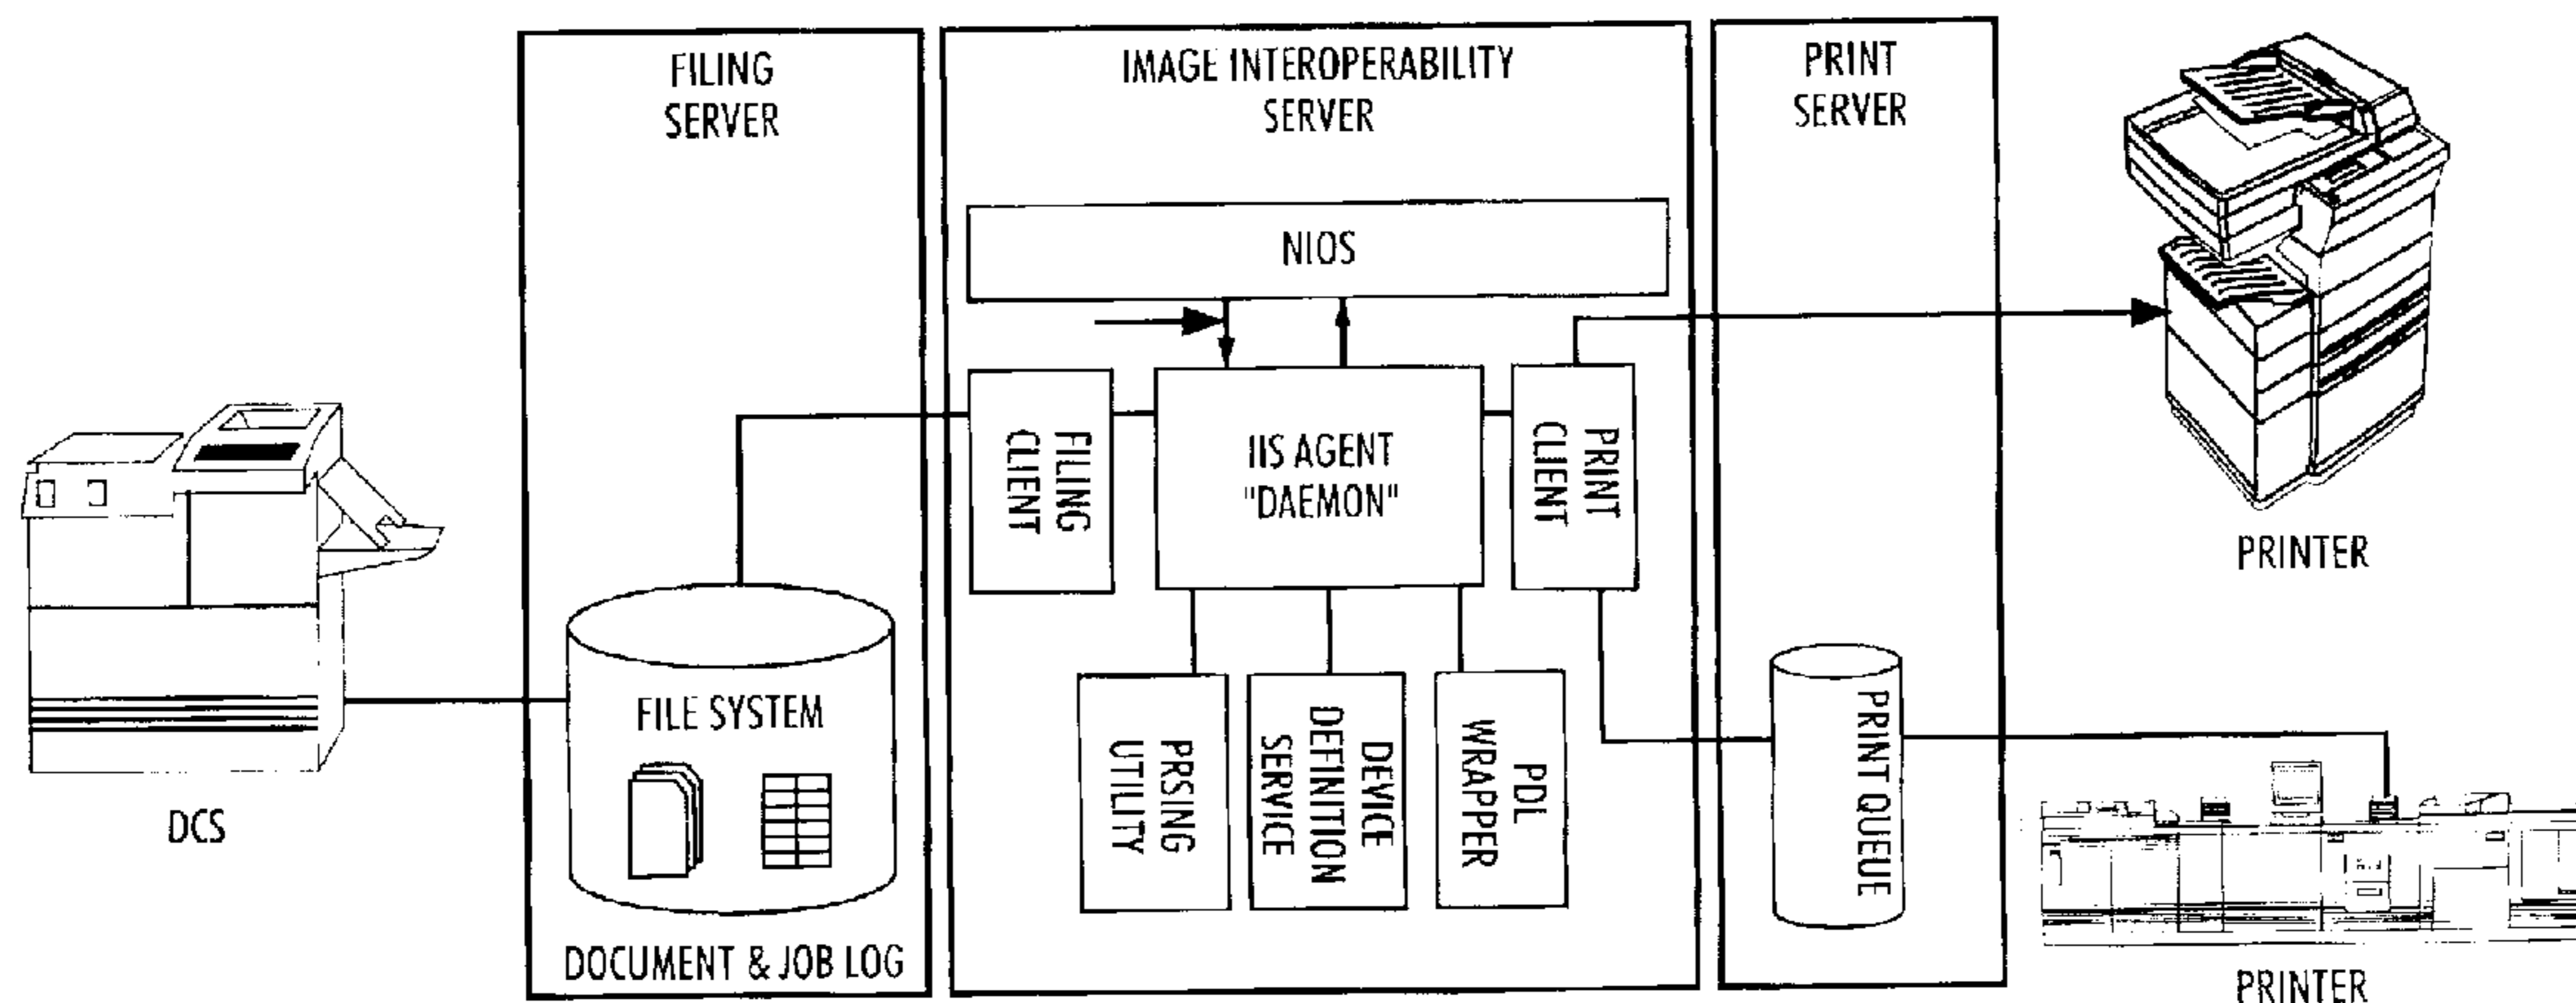 FILING
SERVER
IMAGE INTEROPERABILITY
SERVER
PRINT
SERVER
NIOS
FILING
CLIENT
IIS AGENT
"DAEMON"
PRINT
CLIENT
PRINTER
FILE SYSTEM
PRSING
UTILITY
DEVICE
DEFINITION
SERVICE
PDL
WRAPPER
PRINT QUEUE
DCS
DOCUMENT & JOB LOG
PRINTER